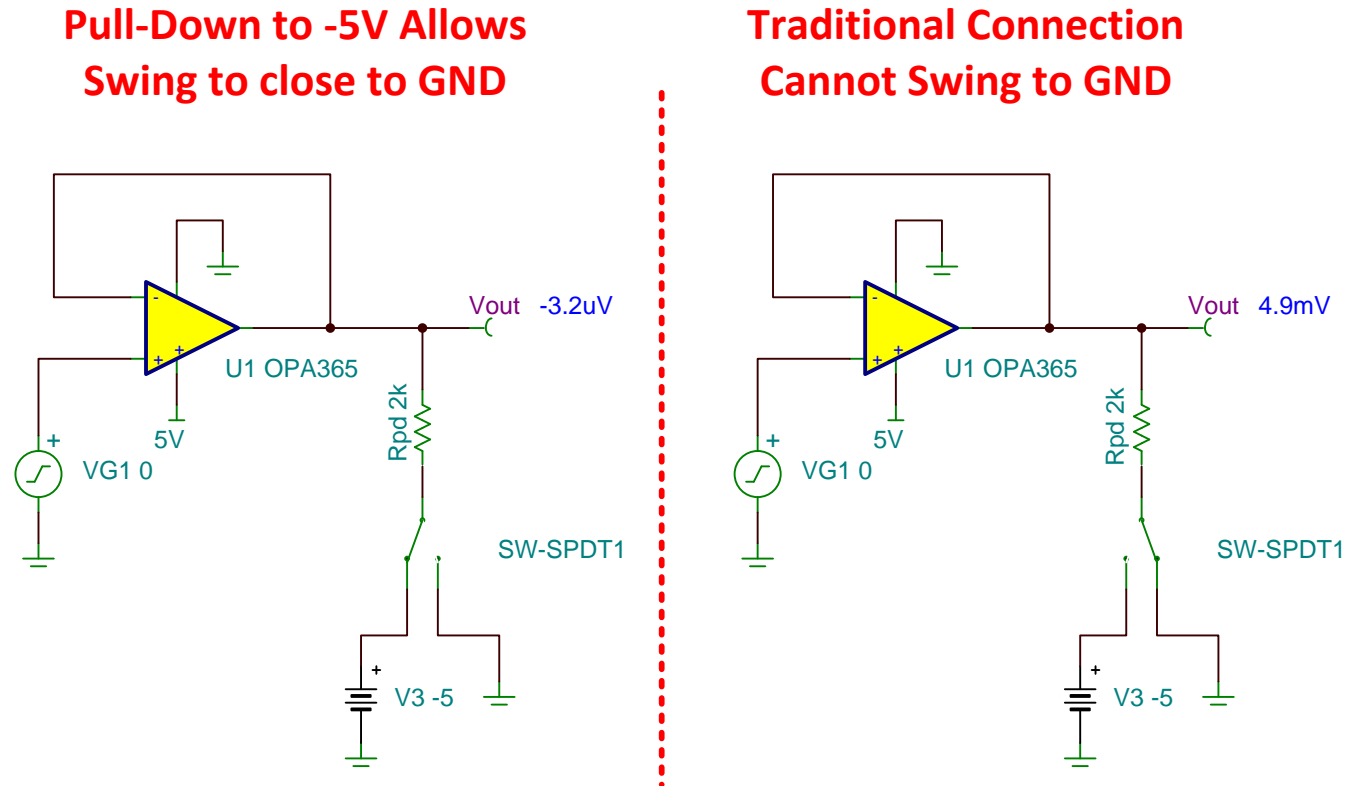 Pull-Down to -5V Allows
Swing to close to GND
-
+
+
U1 OPA365
5V
Vout -3.2uV
Rpd 2k
+
VG1 0
SW-SPDT1
+
V3 -5
Traditional Connection
Cannot Swing to GND
-
+
+
U1 OPA365
5V
Vout 4.9mV
Rpd 2k
+
VG1 0
SW-SPDT1
+
V3 -5